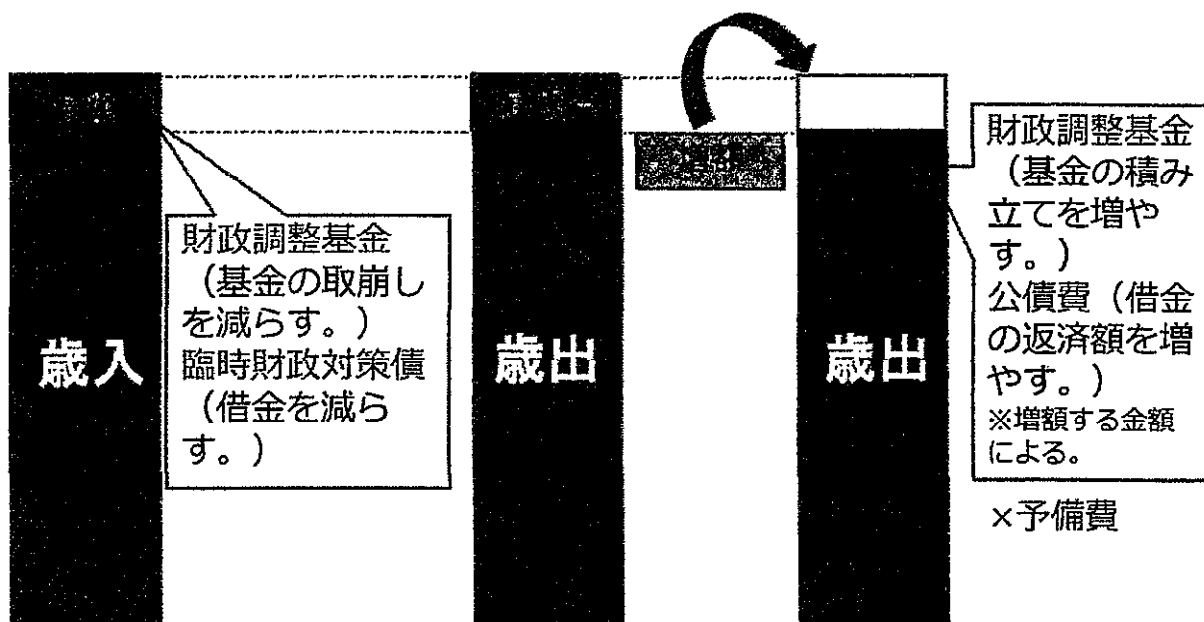 歳入
財政調整基金
（基金の取崩し
を減らす。）
臨時財政対策債
（借金を減ら
す。）
歳出
歳出
財政調整基金
（基金の積み
立てを増や
す。）
公債費（借金
の返済額を増
やす。）
※増額する金額
による。
×予備費